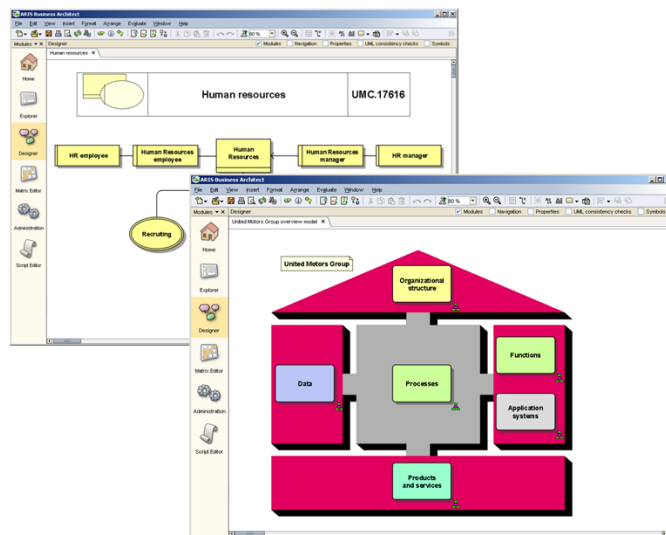 ARIS Business Architect
File Edit View Insert Format Arrange Evaluate Window Help
80 %
Modules Designer Modules Navigation Properties UML consistency checks Symbols
Human resources
Home
Explorer
Designer
Matrix Editor
Administration
Script Editor
Human resources
UMC.17616
HR employee
Human Resources
employee
Human
Resources
Human Resources
manager
HR manager
Recruiting
ARIS Business Architect
File Edit View Insert Format Arrange Evaluate Window Help
80 %
Modules Designer Modules Navigation Properties UML consistency checks Symbols
United Motors Group overview model
Home
Explorer
Designer
Matrix Editor
Administration
Script Editor
United Motors Group
Organizational
structure
Data
Processes
Functions
Application
systems
Products
and services